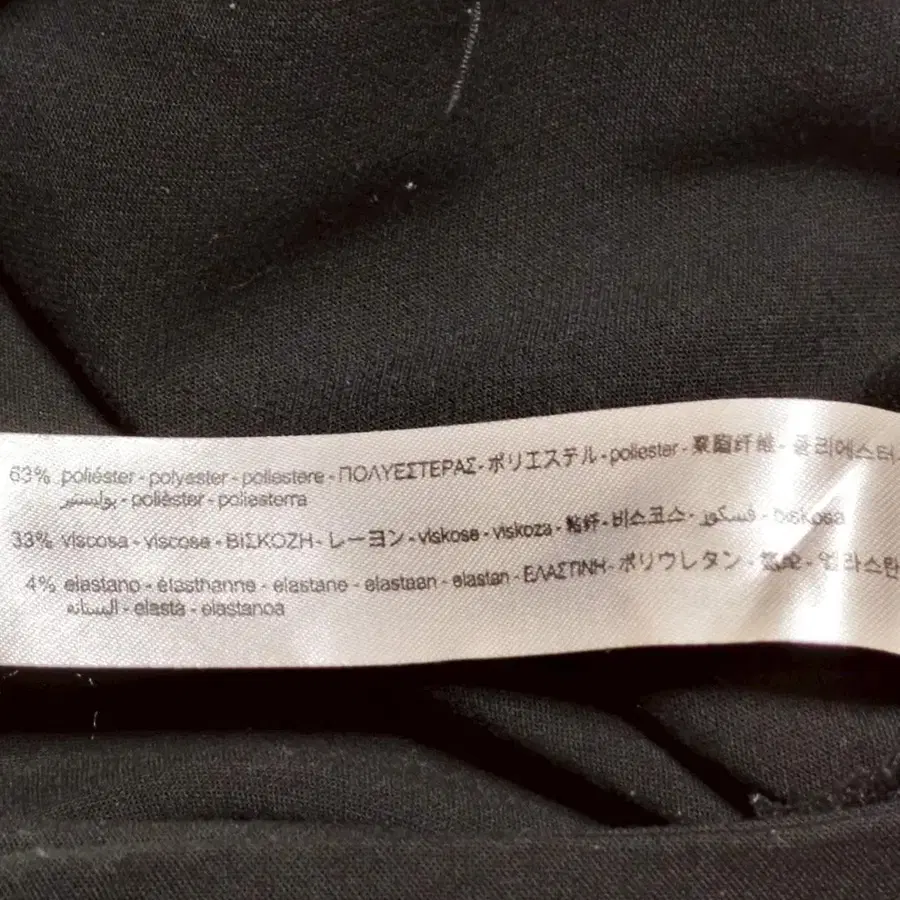 63% poliéster - polyester - poliestere - ΠΟΛΥΕΣΤΕΡΑΣ - ポリエステル - poliester - 聚酯纤维 - 폴리에스터
بوليستر - polièster - poliesterra
33% viscosa - viscose - ΒΙΣΚΟΖΗ - レーヨン - viskose - viskoza - 粘纤 - 비스코스 - فسكوز - biskosa
4% elastano - élasthanne - elastane - elastaan - elastan - ΕΛΑΣΤΙΝΗ - ポリウレタン - 氨纶 - 엘라스탄
الستانه - elastà - elastanoa